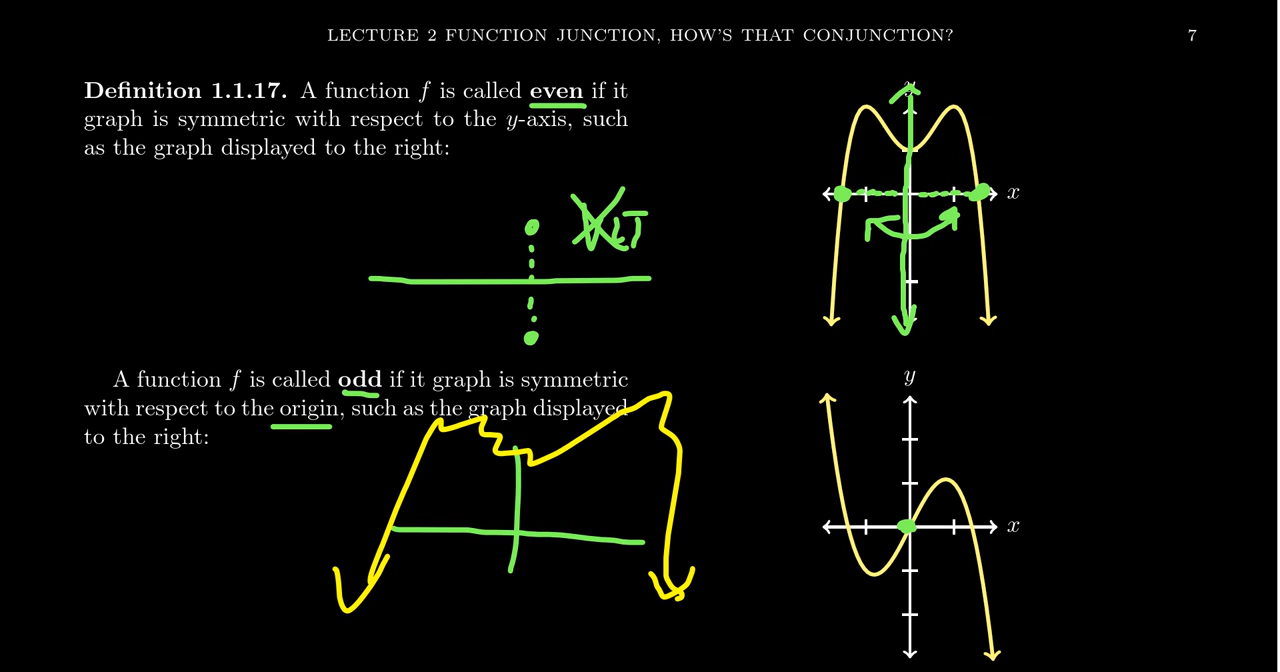 LECTURE 2 FUNCTION JUNCTION, HOW'S THAT CONJUNCTION?
7
Definition 1.1.17. A function f is called even if it
graph is symmetric with respect to the y-axis, such
as the graph displayed to the right:
x
A function f is called odd if it graph is symmetric
with respect to the origin, such as the graph displayed
to the right:
y
x